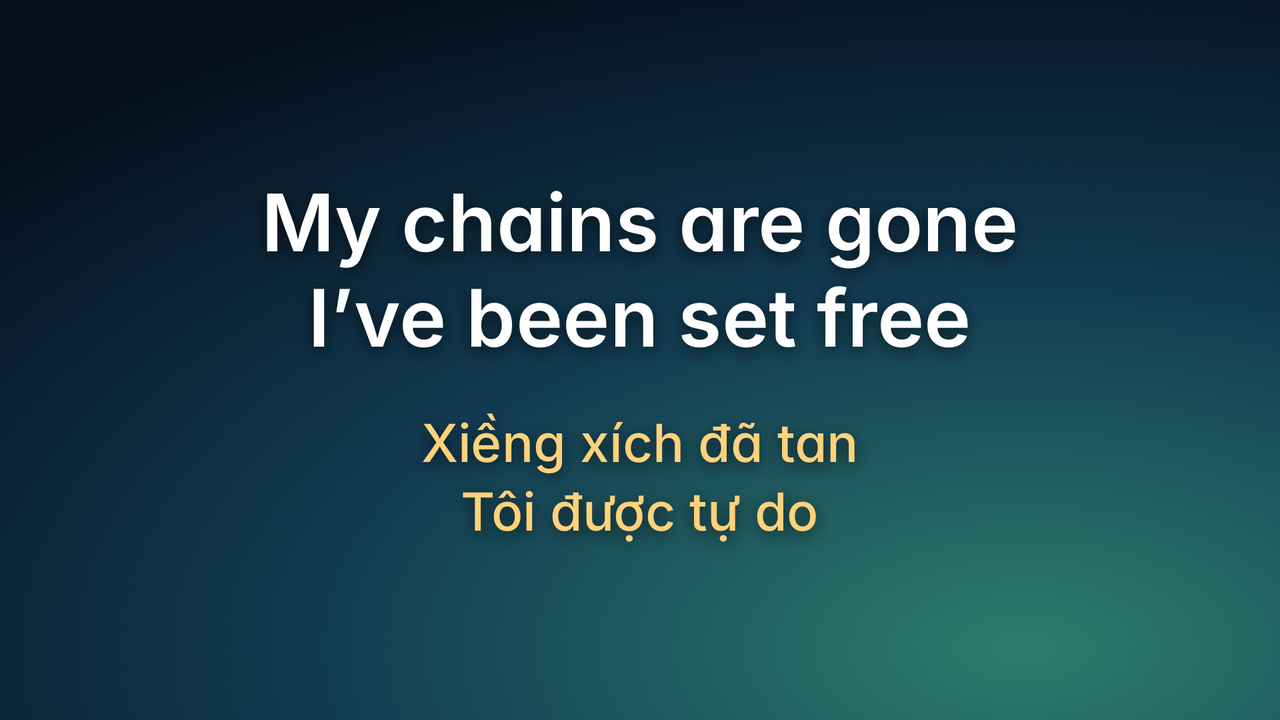 My chains are gone
I’ve been set free
Xiềng xích đã tan
Tôi được tự do